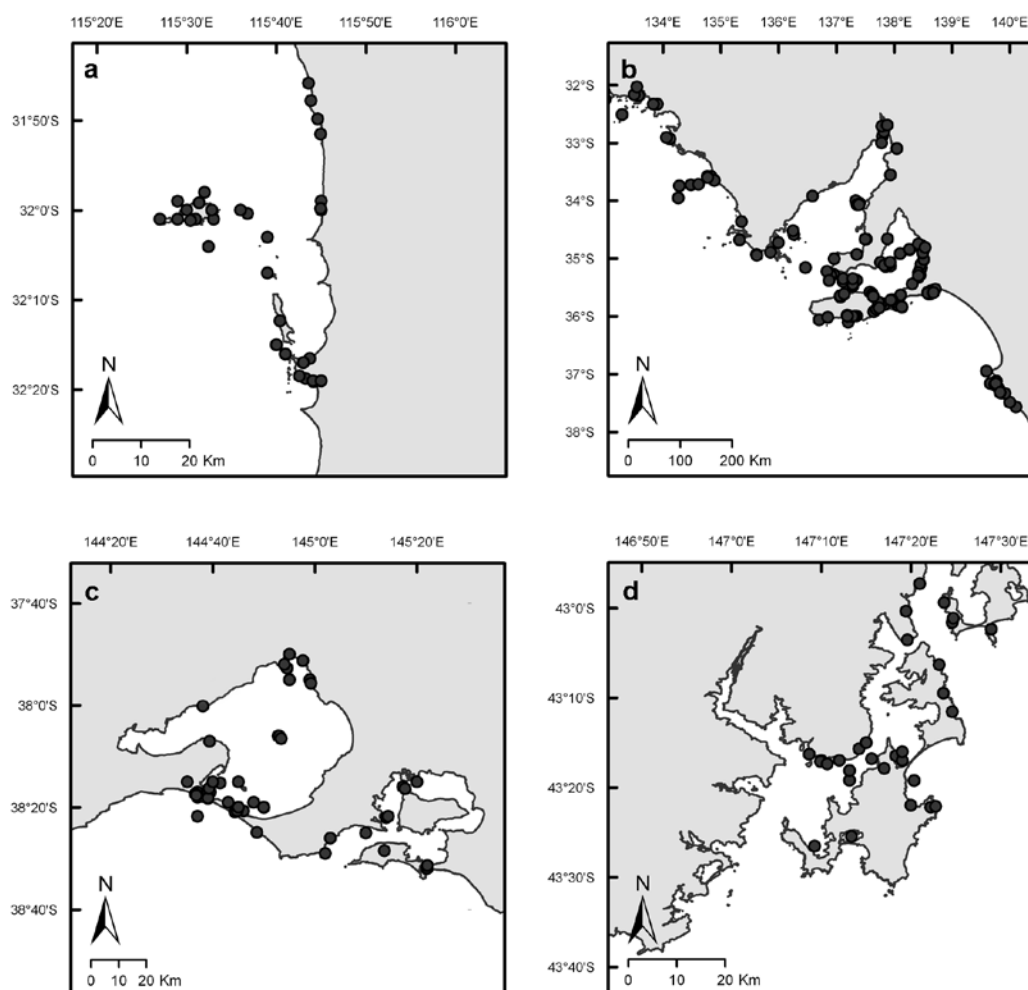 115°20'E 115°30'E 115°40'E 115°50'E 116°0'E
a
31°50'S
32°0'S
32°10'S
32°20'S
N
0 10 20 Km
134°E 135°E 136°E 137°E 138°E 139°E 140°E
b
32°S
33°S
34°S
35°S
36°S
37°S
38°S
N
0 100 200 Km
144°20'E 144°40'E 145°0'E 145°20'E
c
37°40'S
38°0'S
38°20'S
38°40'S
N
0 10 20 Km
146°50'E 147°0'E 147°10'E 147°20'E 147°30'E
d
43°0'S
43°10'S
43°20'S
43°30'S
43°40'S
N
0 10 20 Km